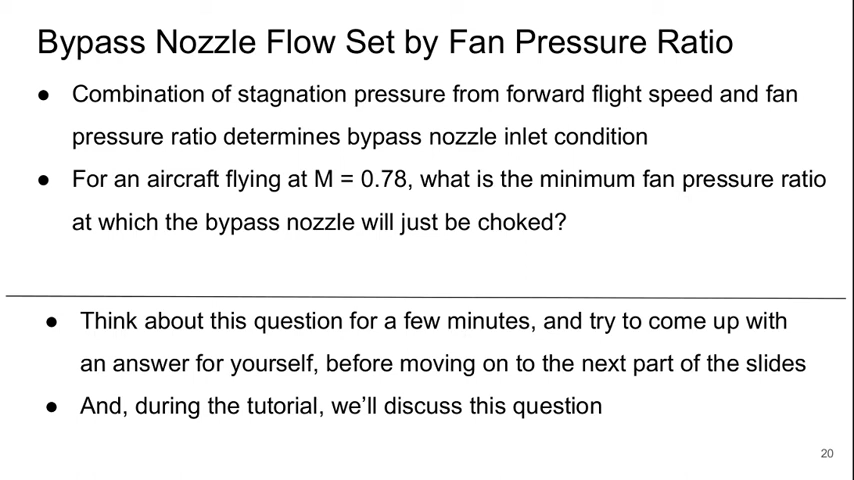 Bypass Nozzle Flow Set by Fan Pressure Ratio
● Combination of stagnation pressure from forward flight speed and fan
pressure ratio determines bypass nozzle inlet condition
● For an aircraft flying at M = 0.78, what is the minimum fan pressure ratio
at which the bypass nozzle will just be choked?
● Think about this question for a few minutes, and try to come up with
an answer for yourself, before moving on to the next part of the slides
● And, during the tutorial, we’ll discuss this question
20